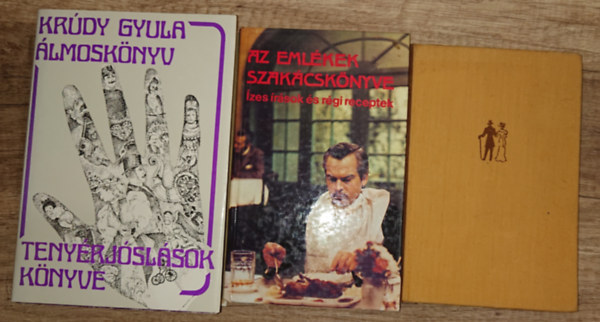 KRÚDY GYULA
ÁLMOSKÖNYV
TENYÉRJÓSLÁSOK
KÖNYVE
AZ EMLÉKEK
SZAKÁCSKÖNYVE
Ízes írások és régi receptek